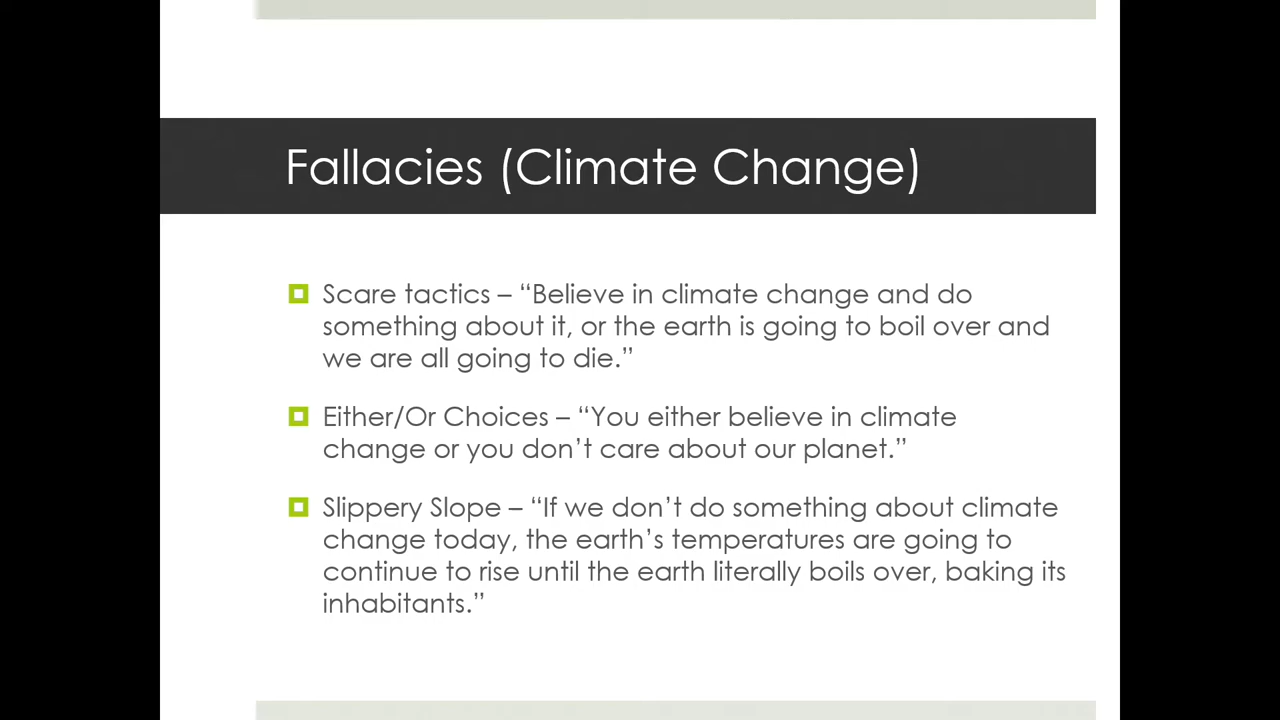 Fallacies (Climate Change)
Scare tactics – “Believe in climate change and do
something about it, or the earth is going to boil over and
we are all going to die.”
Either/Or Choices – “You either believe in climate
change or you don’t care about our planet.”
Slippery Slope – “If we don’t do something about climate
change today, the earth’s temperatures are going to
continue to rise until the earth literally boils over, baking its
inhabitants.”